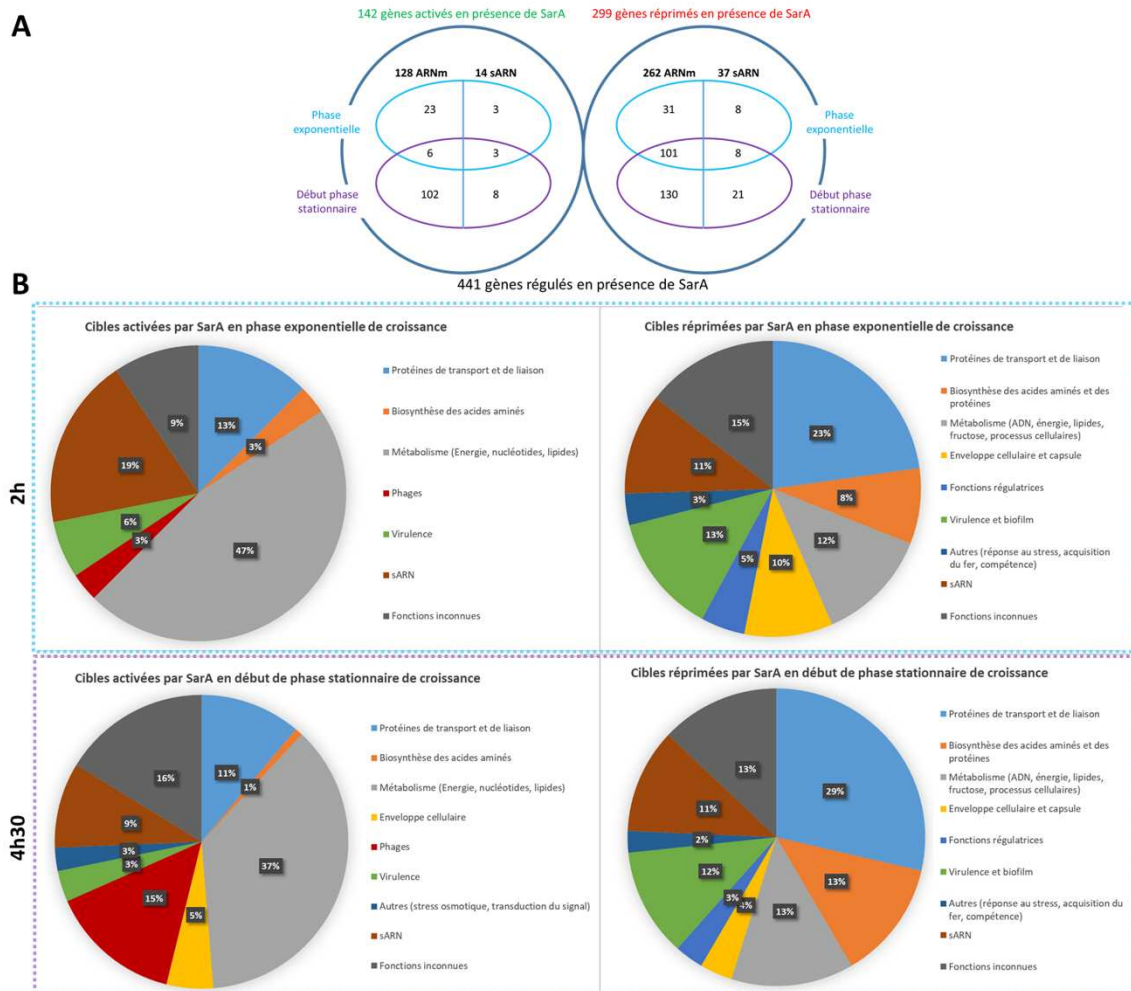 A
142 gènes activés en présence de SarA
299 gènes réprimés en présence de SarA
128 ARNm
14 sARN
262 ARNm
37 sARN
Phase
exponentielle
23
3
31
8
Phase
exponentielle
6
3
101
8
Début phase
stationnaire
102
8
130
21
Début phase
stationnaire
441 gènes régulés en présence de SarA
B
2h
Cibles activées par SarA en phase exponentielle de croissance
13%
3%
47%
3%
6%
19%
9%
Protéines de transport et de liaison
Biosynthèse des acides aminés
Métabolisme (Energie, nucléotides, lipides)
Phages
Virulence
sARN
Fonctions inconnues
Cibles réprimées par SarA en phase exponentielle de croissance
23%
8%
12%
10%
5%
13%
3%
11%
15%
Protéines de transport et de liaison
Biosynthèse des acides aminés et des
protéines
Métabolisme (ADN, énergie, lipides,
fructose, processus cellulaires)
Enveloppe cellulaire et capsule
Fonctions régulatrices
Virulence et biofilm
Autres (réponse au stress, acquisition
du fer, compétence)
sARN
Fonctions inconnues
4h30
Cibles activées par SarA en début de phase stationnaire de croissance
11%
1%
37%
5%
15%
3%
3%
9%
16%
Protéines de transport et de liaison
Biosynthèse des acides aminés
Métabolisme (Energie, nucléotides, lipides)
Enveloppe cellulaire
Phages
Virulence
Autres (stress osmotique, transduction du signal)
sARN
Fonctions inconnues
Cibles réprimées par SarA en début de phase stationnaire de croissance
29%
13%
13%
4%
3%
12%
2%
11%
13%
Protéines de transport et de liaison
Biosynthèse des acides aminés et des
protéines
Métabolisme (ADN, énergie, lipides,
fructose, processus cellulaires)
Enveloppe cellulaire et capsule
Fonctions régulatrices
Virulence et biofilm
Autres (réponse au stress, acquisition du
fer, compétence)
sARN
Fonctions inconnues